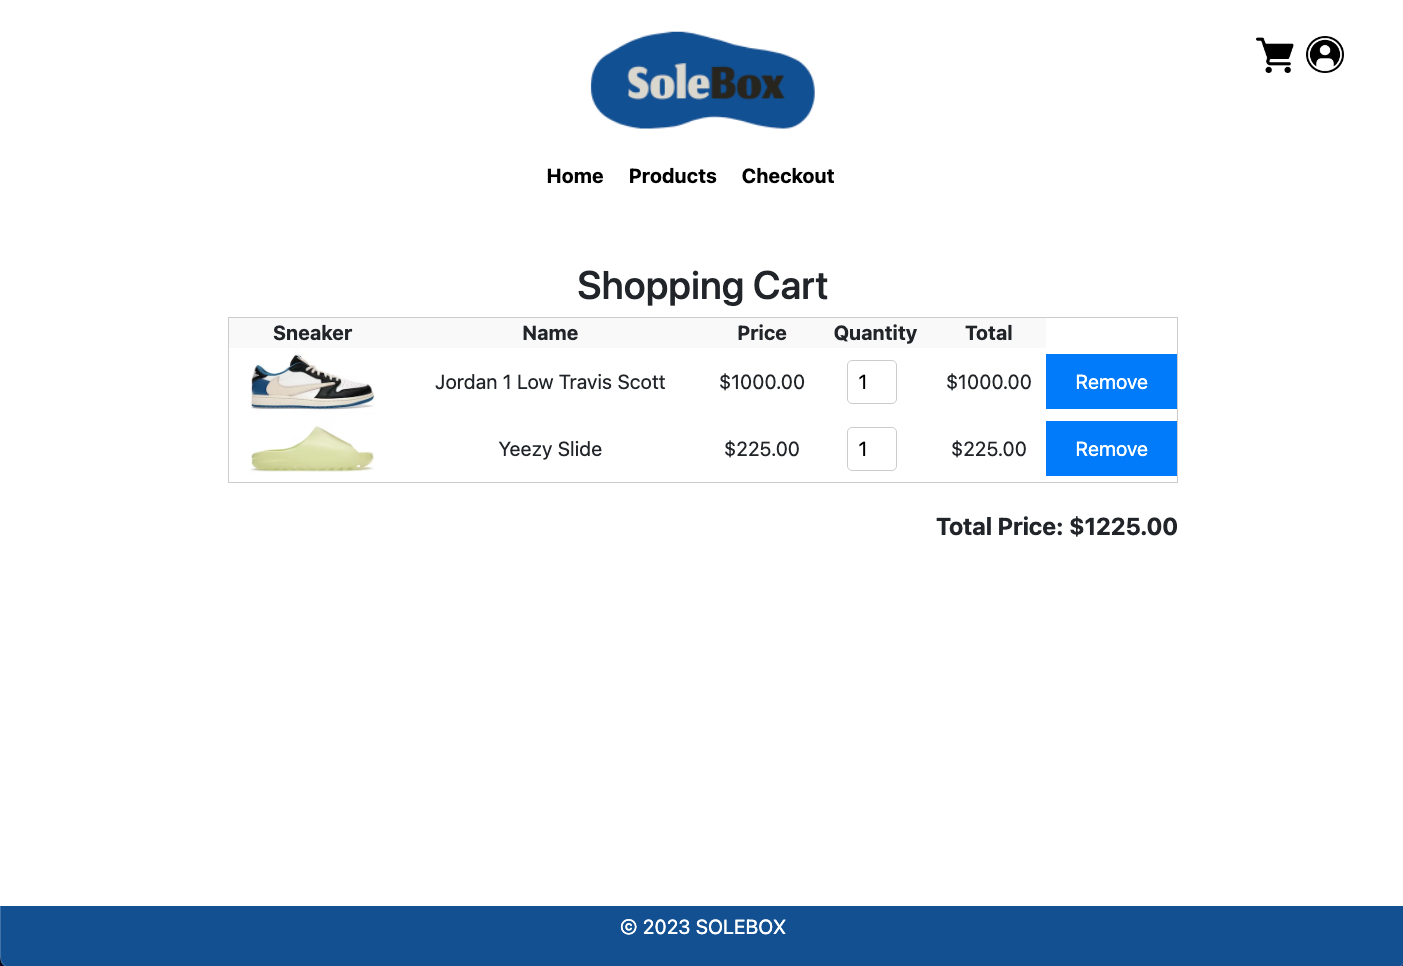 SoleBox
Home Products Checkout
Shopping Cart
Sneaker Name Price Quantity Total
Jordan 1 Low Travis Scott $1000.00 1 $1000.00 Remove
Yeezy Slide $225.00 1 $225.00 Remove
Total Price: $1225.00
© 2023 SOLEBOX